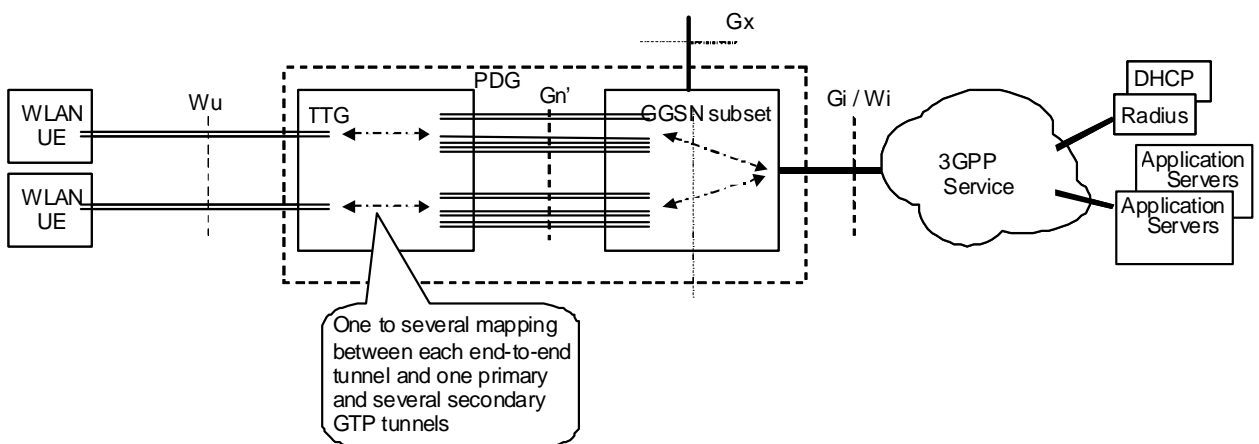 Gx
PDG
WLAN
UE
Wu
TTG
Gn'
GGSN subset
Gi / Wi
DHCP
Radius
3GPP
Service
Application
Servers
Application
Servers
WLAN
UE
One to several mapping
between each end-to-end
tunnel and one primary
and several secondary
GTP tunnels